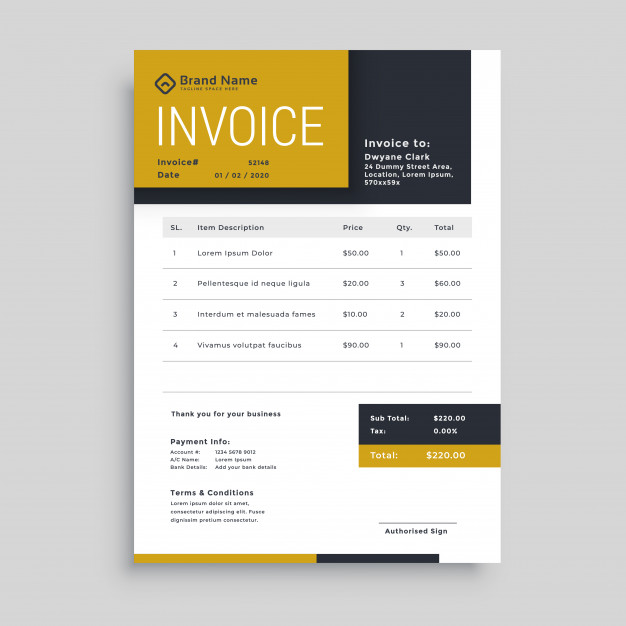 Brand Name
TAGLINE SPACE HERE
INVOICE
Invoice# 52148
Date 01 / 02 / 2020
Invoice to:
Dwyane Clark
24 Dummy Street Area,
Location, Lorem Ipsum,
570xx59x
SL. Item Description Price Qty. Total
1 Lorem Ipsum Dolor $50.00 1 $50.00
2 Pellentesque id neque ligula $20.00 3 $60.00
3 Interdum et malesuada fames $10.00 2 $20.00
4 Vivamus volutpat faucibus $90.00 1 $90.00
Thank you for your business
Sub Total: $220.00
Tax: 0.00%
Total: $220.00
Payment Info:
Account #: 1234 5678 9012
A/C Name: Lorem Ipsum
Bank Details: Add your bank details
Terms & Conditions
Lorem ipsum dolor sit amet,
consectetur adipiscing elit.
Dignissim pretium consectetur
Authorised Sign